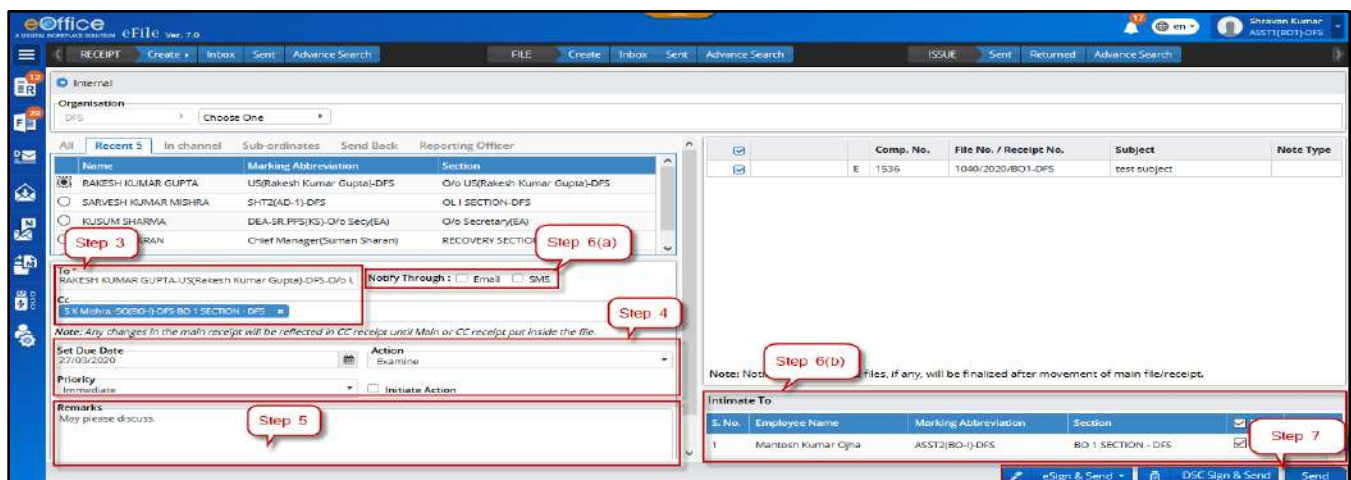 eOffice
A DIGITAL WORKPLACE SOLUTION eFile Ver. 7.0
12 en Shravan Kumar
ASST1(BO1)-DFS
RECEIPT Create Inbox Sent Advance Search FILE Create Inbox Sent Advance Search ISSUE Sent Returned Advance Search
Internal
Organisation
DFS Choose One
All Recent 5 In channel Sub-ordinates Send Back Reporting Officer
Name Marking Abbreviation Section
RAKESH KUMAR GUPTA US(Rakesh Kumar Gupta)-DFS O/o US(Rakesh Kumar Gupta)-DFS
SARVESH KUMAR MISHRA SHT2(AD-1)-DFS OL I SECTION-DFS
KUSUM SHARMA DEA-SR.PPS(KS)-O/o Secy(EA) O/o Secretary(EA)
Chief Manager(Suman Sharan) RECOVERY SECTION
Step 3
Step 6(a)
To *
RAKESH KUMAR GUPTA-US(Rakesh Kumar Gupta)-DFS-O/o U
Notify Through : Email SMS
Cc
S K Mishra.-SO(BO-I)-DFS-BO 1 SECTION - DFS
Step 4
Note: Any changes in the main receipt will be reflected in CC receipt until Main or CC receipt put inside the file.
Set Due Date Action
27/03/2020 Examine
Priority
Immediate Initiate Action
Remarks
May please discuss.
Step 5
Comp. No. File No. / Receipt No. Subject Note Type
E 1536 1040/2020/BO1-DFS test subject
Step 6(b)
Note: files, if any, will be finalized after movement of main file/receipt.
Intimate To
S. No. Employee Name Marking Abbreviation Section
1 Mantosh Kumar Ojha ASST2(BO-I)-DFS BO 1 SECTION - DFS
Step 7
eSign & Send DSC Sign & Send Send